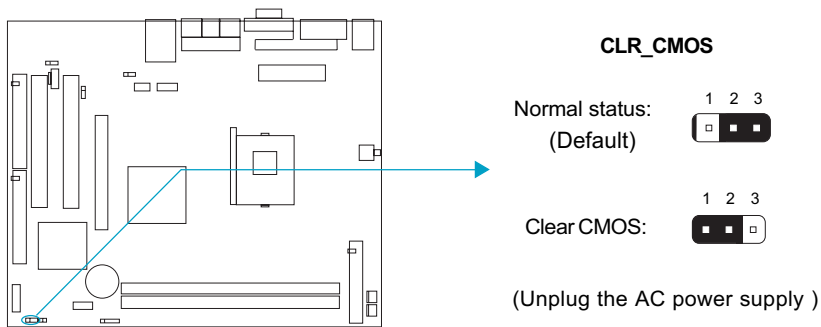 CLR_CMOS
Normal status:
(Default)
1 2 3
Clear CMOS:
1 2 3
(Unplug the AC power supply )